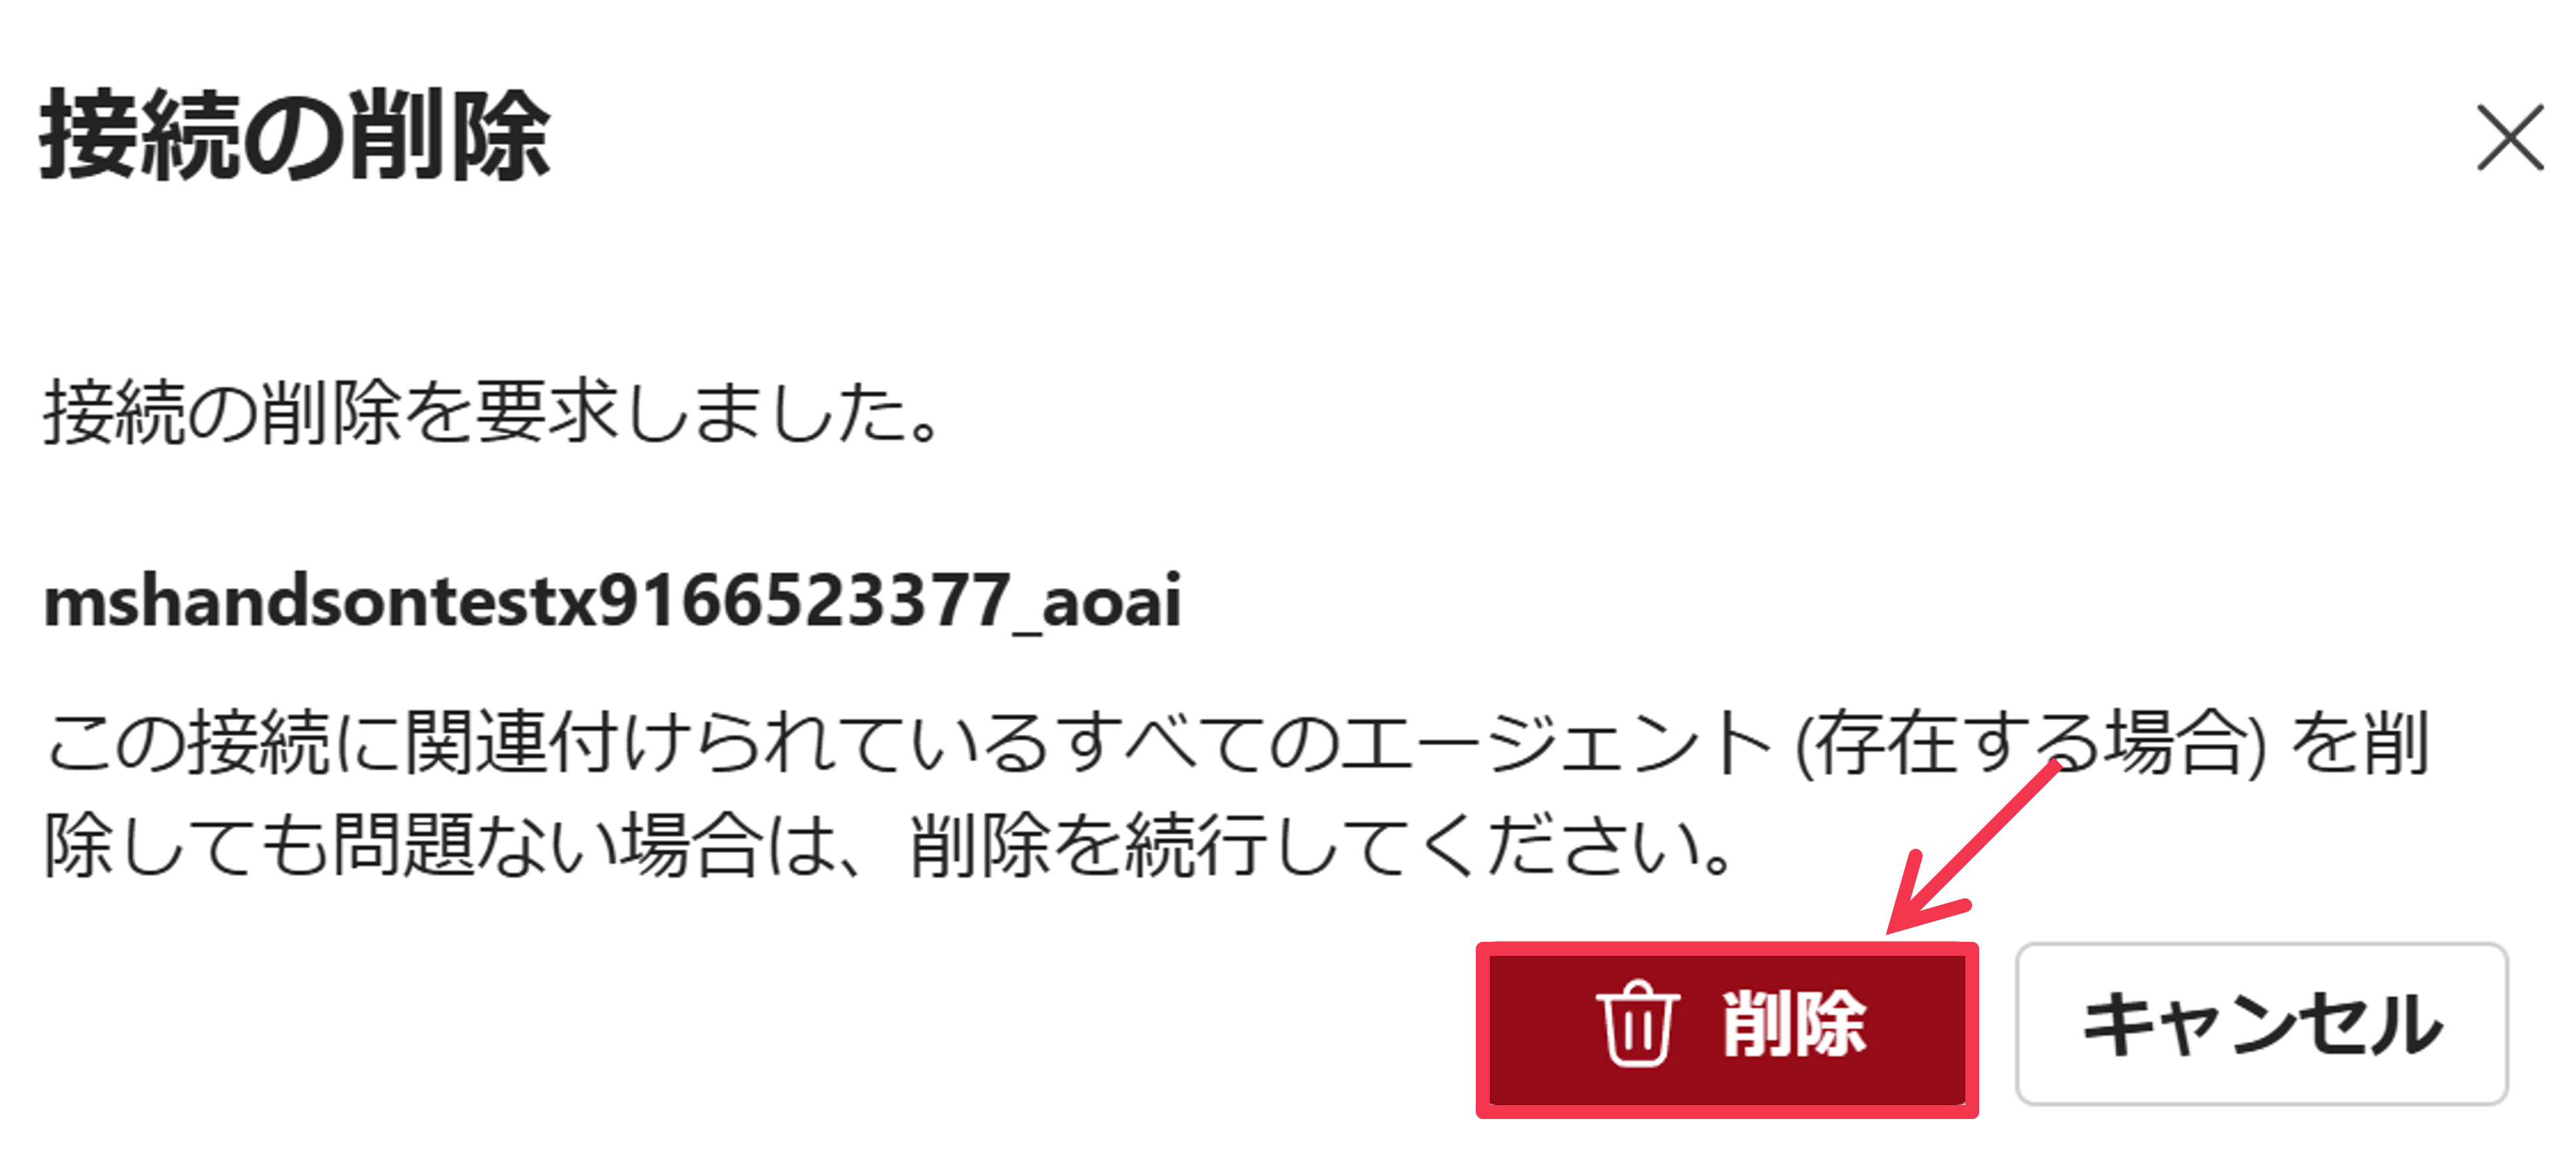 接続の削除
接続の削除を要求しました。
mshandsontestx9166523377_aoai
この接続に関連付けられているすべてのエージェント (存在する場合) を削
除しても問題ない場合は、削除を続行してください。
削除
キャンセル